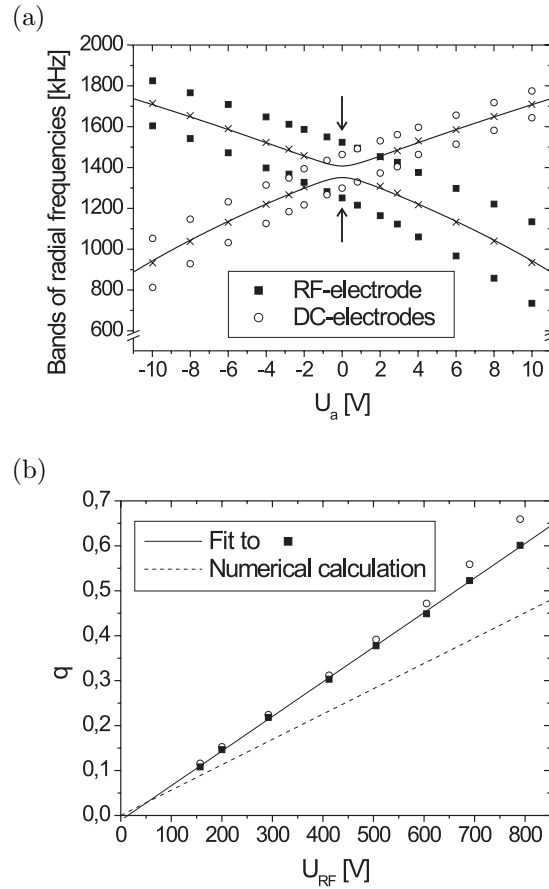 (a)
2000
1800
1600
1400
1200
1000
800
600
Bands of radial frequencies [kHz]
RF-electrode
DC-electrodes
-10 -8 -6 -4 -2 0 2 4 6 8 10
U_a [V]
(b)
0,7
0,6
0,5
0,4
0,3
0,2
0,1
0,0
q
Fit to
Numerical calculation
0 100 200 300 400 500 600 700 800
U_RF [V]